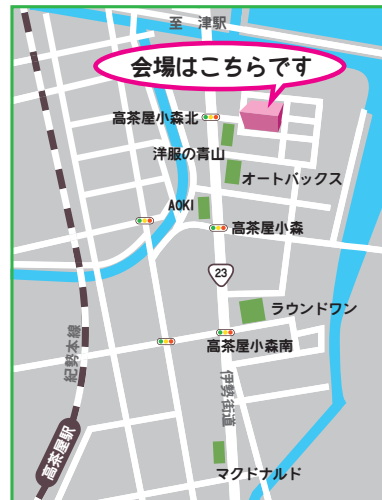 至 津駅
会場はこちらです
高茶屋小森北
洋服の青山
オートバックス
AOKI
高茶屋小森
23
ラウンドワン
高茶屋小森南
紀勢本線
伊勢街道
高茶屋駅
マクドナルド